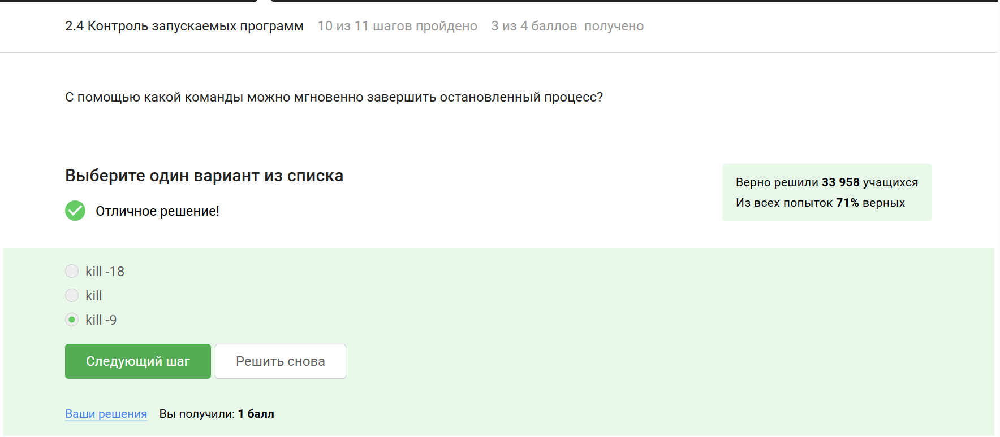 2.4 Контроль запускаемых программ 10 из 11 шагов пройдено 3 из 4 баллов получено
С помощью какой команды можно мгновенно завершить остановленный процесс?
Выберите один вариант из списка
Верно решили 33 958 учащихся
Из всех попыток 71% верных
Отличное решение!
kill -18
kill
kill -9
Следующий шаг Решить снова
Ваши решения Вы получили: 1 балл